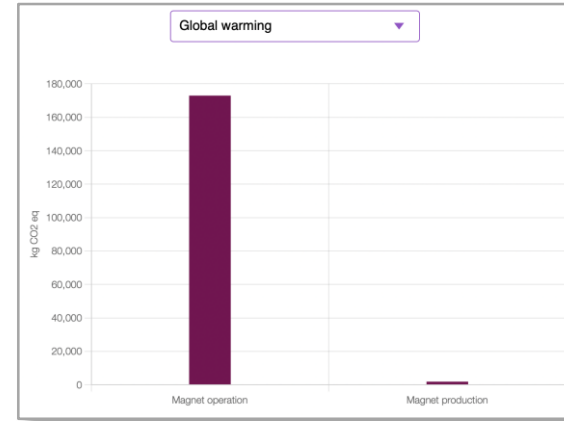 Global warming
180,000
160,000
140,000
120,000
100,000
80,000
60,000
40,000
20,000
0
kg CO2 eq
Magnet operation
Magnet production